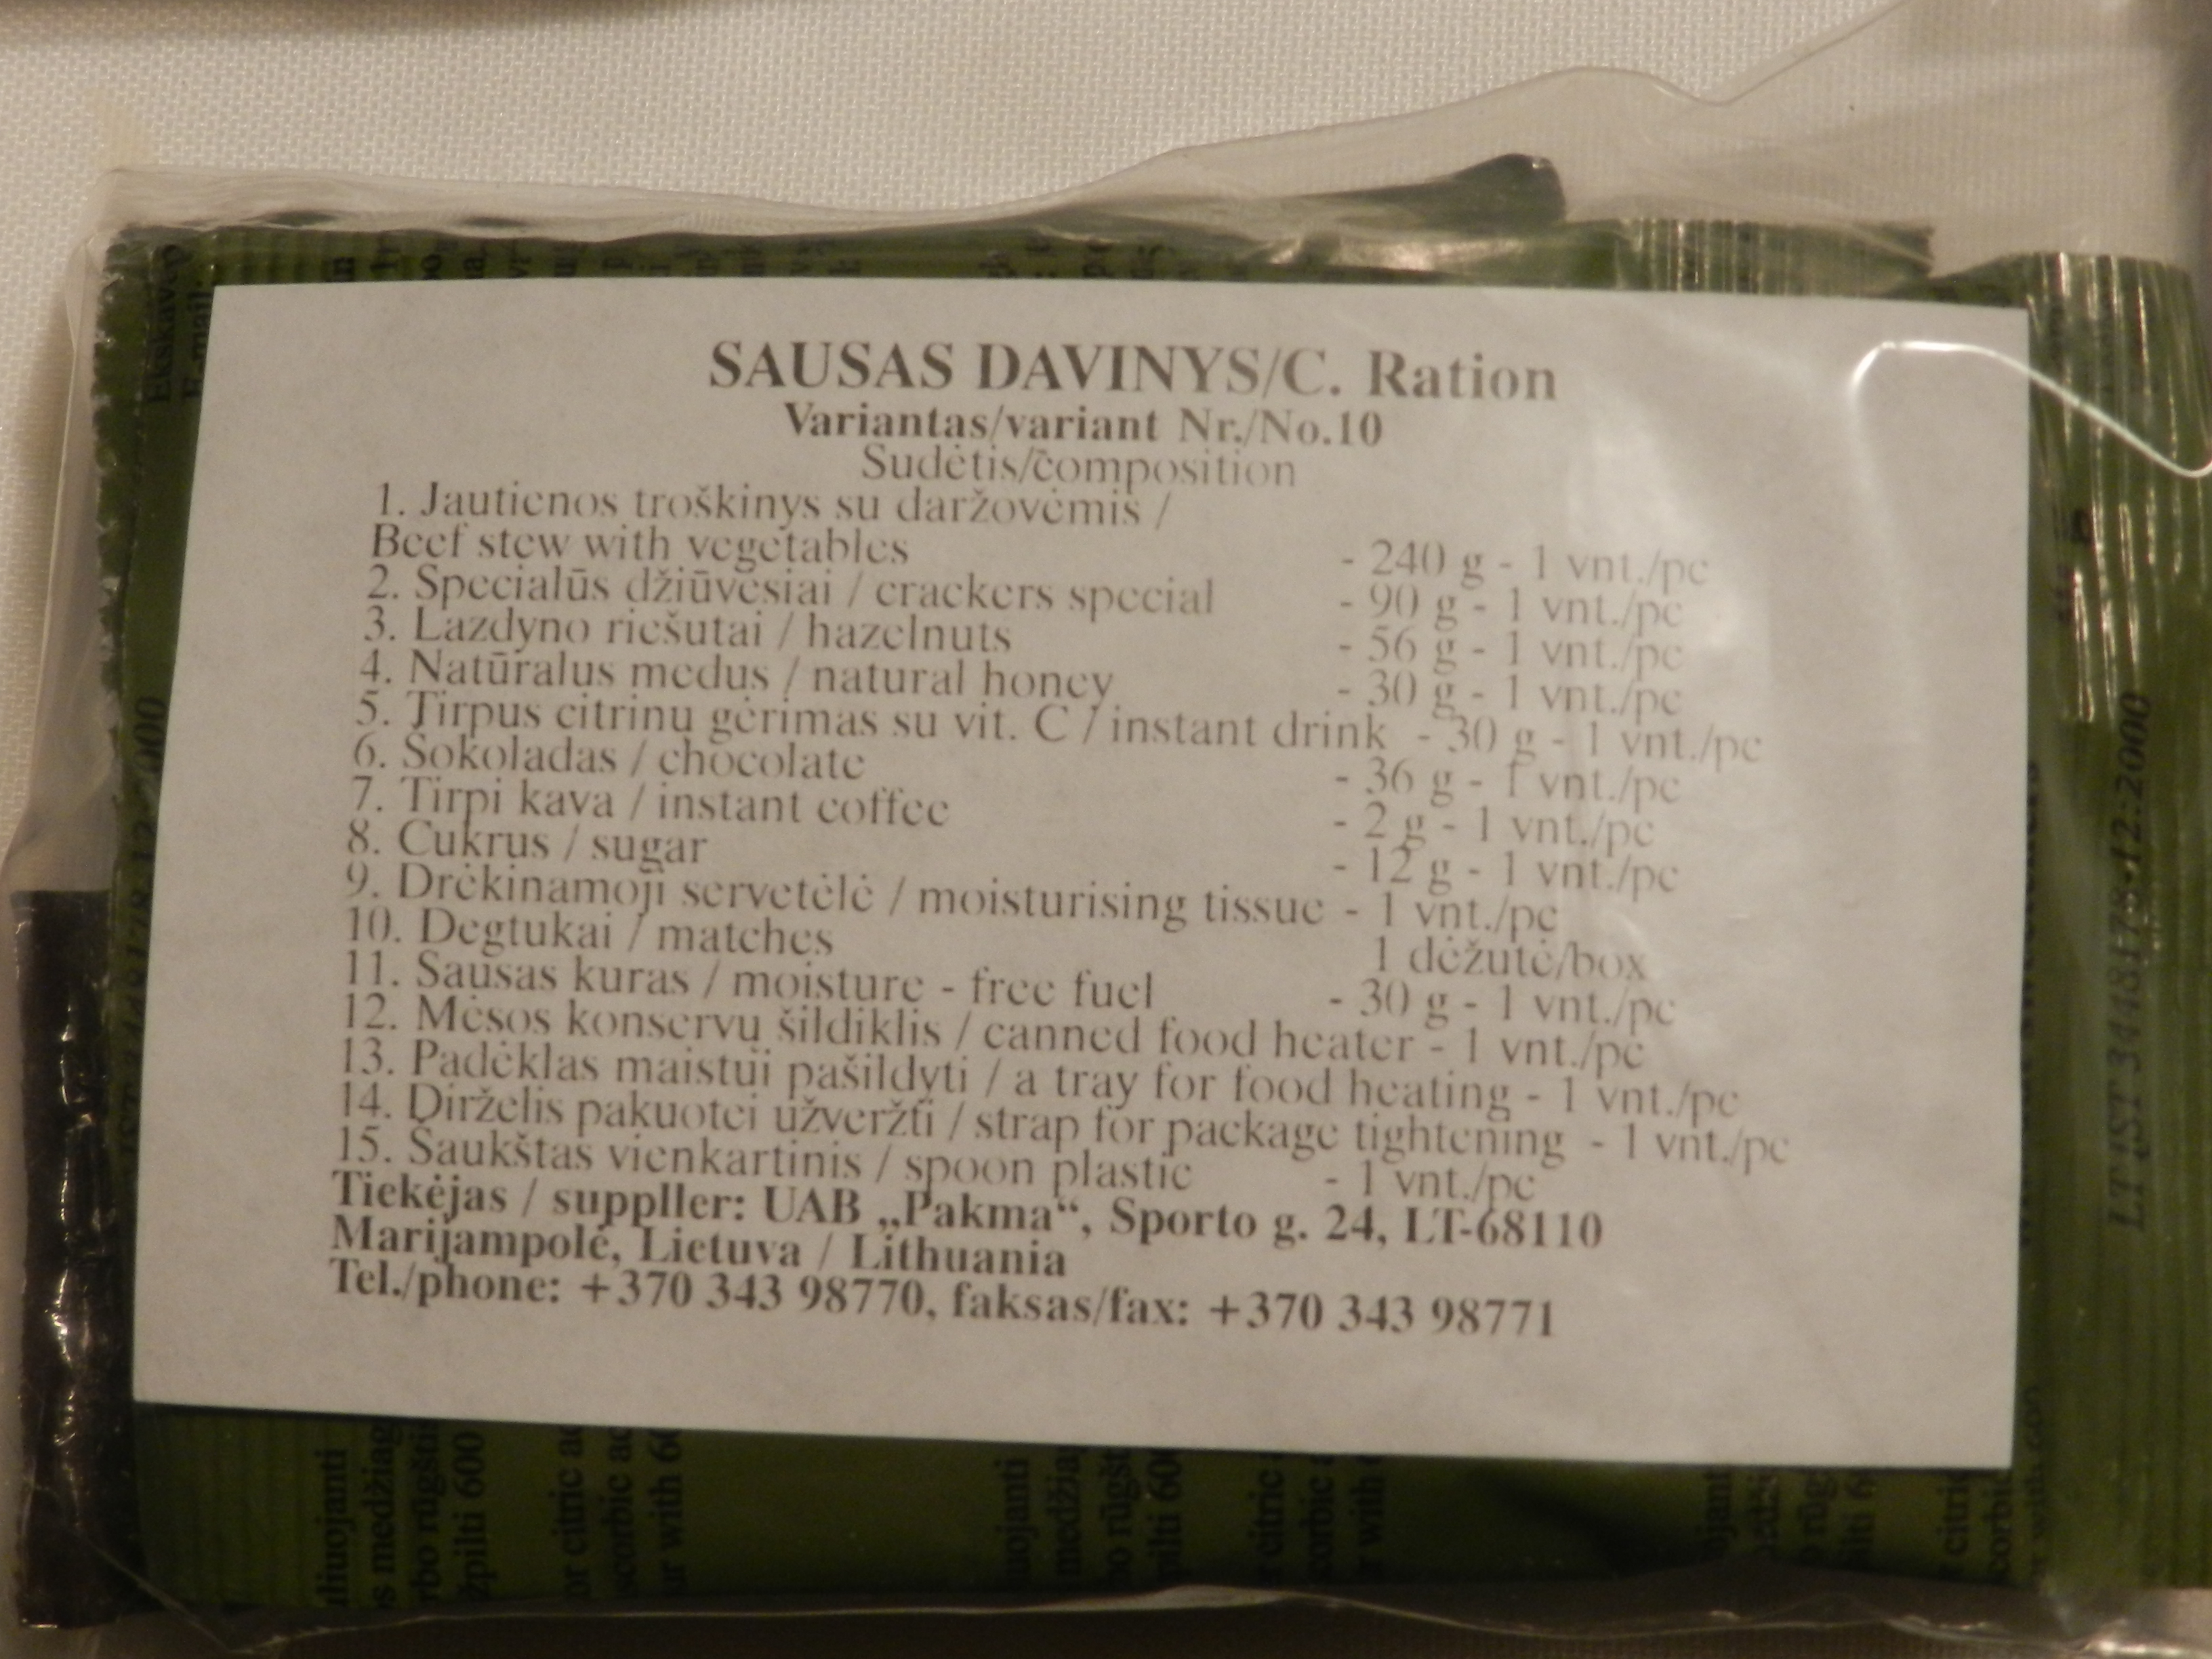 SAUSAS DAVINYS/C. Ration
Variantas/variant Nr./No.10
Sudėtis/composition
1. Jautienos troškinys su daržovėmis /
Beef stew with vegetables - 240 g - 1 vnt./pc
2. Specialūs džiūvėsiai / crackers special - 90 g - 1 vnt./pc
3. Lazdyno riešutai / hazelnuts - 56 g - 1 vnt./pc
4. Natūralus medus / natural honey - 30 g - 1 vnt./pc
5. Tirpus citrinų gėrimas su vit. C / instant drink - 30 g - 1 vnt./pc
6. Šokoladas / chocolate - 36 g - 1 vnt./pc
7. Tirpi kava / instant coffee - 2 g - 1 vnt./pc
8. Cukrus / sugar - 12 g - 1 vnt./pc
9. Drėkinamoji servetėlė / moisturising tissue - 1 vnt./pc
10. Degtukai / matches 1 dėžutė/box
11. Sausas kuras / moisture - free fuel - 30 g - 1 vnt./pc
12. Mėsos konservų šildiklis / canned food heater - 1 vnt./pc
13. Padėklas maistui pašildyti / a tray for food heating - 1 vnt./pc
14. Dirželis pakuotei užveržti / strap for package tightening - 1 vnt./pc
15. Šaukštas vienkartinis / spoon plastic - 1 vnt./pc
Tiekėjas / suppller: UAB „Pakma“, Sporto g. 24, LT-68110
Marijampolė, Lietuva / Lithuania
Tel./phone: +370 343 98770, faksas/fax: +370 343 98771
LT IST 3448178-12:2000